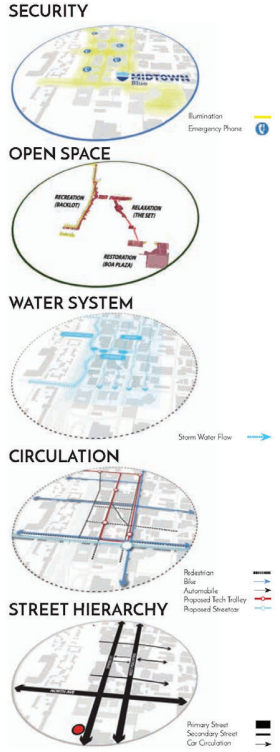 SECURITY
MIDTOWN
Blue
Illumination
Emergency Phone
OPEN SPACE
RECREATION
(BACKLOT)
RELAXATION
(THE SET)
RESTORATION
(BOA PLAZA)
WATER SYSTEM
Storm Water Flow
CIRCULATION
Pedestrian
Bike
Automobile
Proposed Tech Trolley
Proposed Streetcar
STREET HIERARCHY
NORTH AVE
Primary Street
Secondary Street
Car Circulation